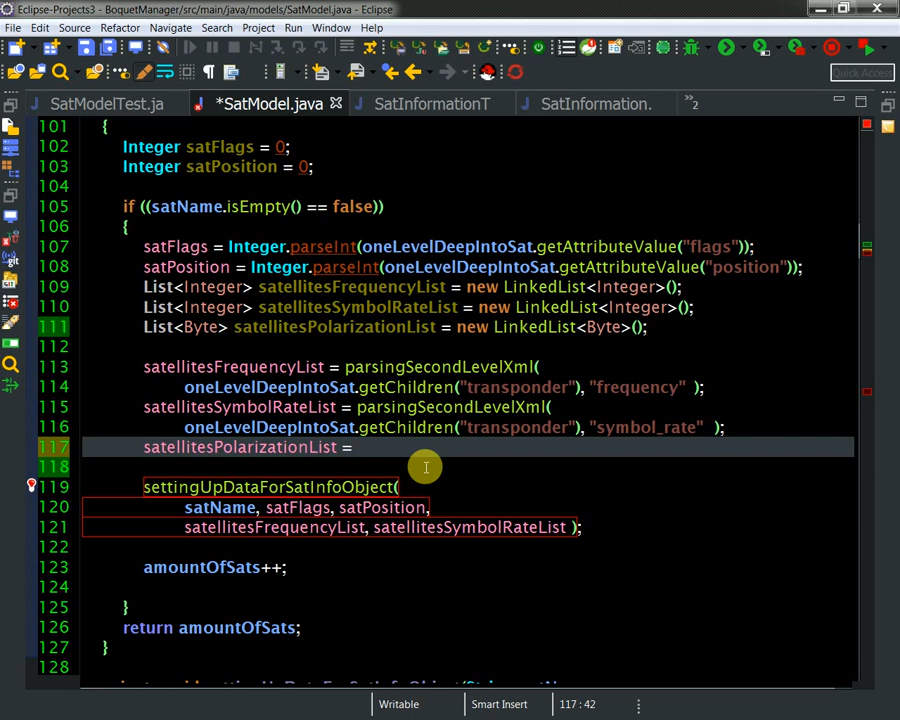 Eclipse-Projects3 - BoquetManager/src/main/java/models/SatModel.java - Eclipse
File Edit Source Refactor Navigate Search Project Run Window Help
Quick Access
SatModelTest.ja *SatModel.java SatInformationT SatInformation. »2
101 {
102 Integer satFlags = 0;
103 Integer satPosition = 0;
104
105 if ((satName.isEmpty() == false))
106 {
107 satFlags = Integer.parseInt(oneLevelDeepIntoSat.getAttributeValue("flags"));
108 satPosition = Integer.parseInt(oneLevelDeepIntoSat.getAttributeValue("position"));
109 List<Integer> satellitesFrequencyList = new LinkedList<Integer>();
110 List<Integer> satellitesSymbolRateList = new LinkedList<Integer>();
111 List<Byte> satellitesPolarizationList = new LinkedList<Byte>();
112
113 satellitesFrequencyList = parsingSecondLevelXml(
114 oneLevelDeepIntoSat.getChildren("transponder"), "frequency" );
115 satellitesSymbolRateList = parsingSecondLevelXml(
116 oneLevelDeepIntoSat.getChildren("transponder"), "symbol_rate" );
117 satellitesPolarizationList =
118
119 settingUpDataForSatInfoObject(
120 satName, satFlags, satPosition,
121 satellitesFrequencyList, satellitesSymbolRateList );
122
123 amountOfSats++;
124
125 }
126 return amountOfSats;
127 }
128
Writable Smart Insert 117 : 42